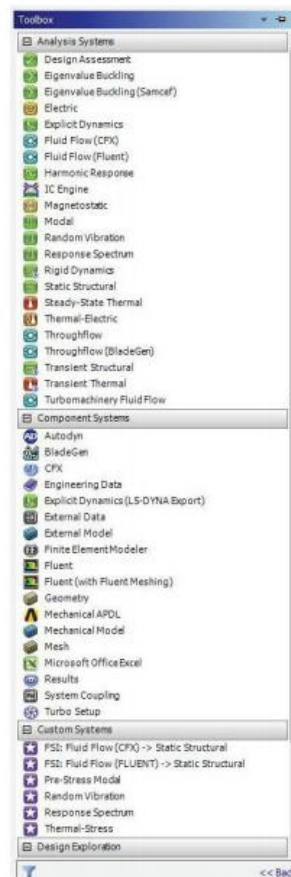 Toolbox
Analysis Systems
Design Assessment
Eigenvalue Buckling
Eigenvalue Buckling (Samcef)
Electric
Explicit Dynamics
Fluid Flow (CFX)
Fluid Flow (Fluent)
Harmonic Response
IC Engine
Magnetostatic
Modal
Random Vibration
Response Spectrum
Rigid Dynamics
Static Structural
Steady-State Thermal
Thermal-Electric
Throughflow
Throughflow (BladeGen)
Transient Structural
Transient Thermal
Turbomachinery Fluid Flow
Component Systems
Autodyn
BladeGen
CFX
Engineering Data
Explicit Dynamics (LS-DYNA Export)
External Data
External Model
Finite Element Modeler
Fluent
Fluent (with Fluent Meshing)
Geometry
Mechanical APDL
Mechanical Model
Mesh
Microsoft Office Excel
Results
System Coupling
Turbo Setup
Custom Systems
FSI: Fluid Flow (CFX) -> Static Structural
FSI: Fluid Flow (FLUENT) -> Static Structural
Pre-Stress Modal
Random Vibration
Response Spectrum
Thermal-Stress
Design Exploration